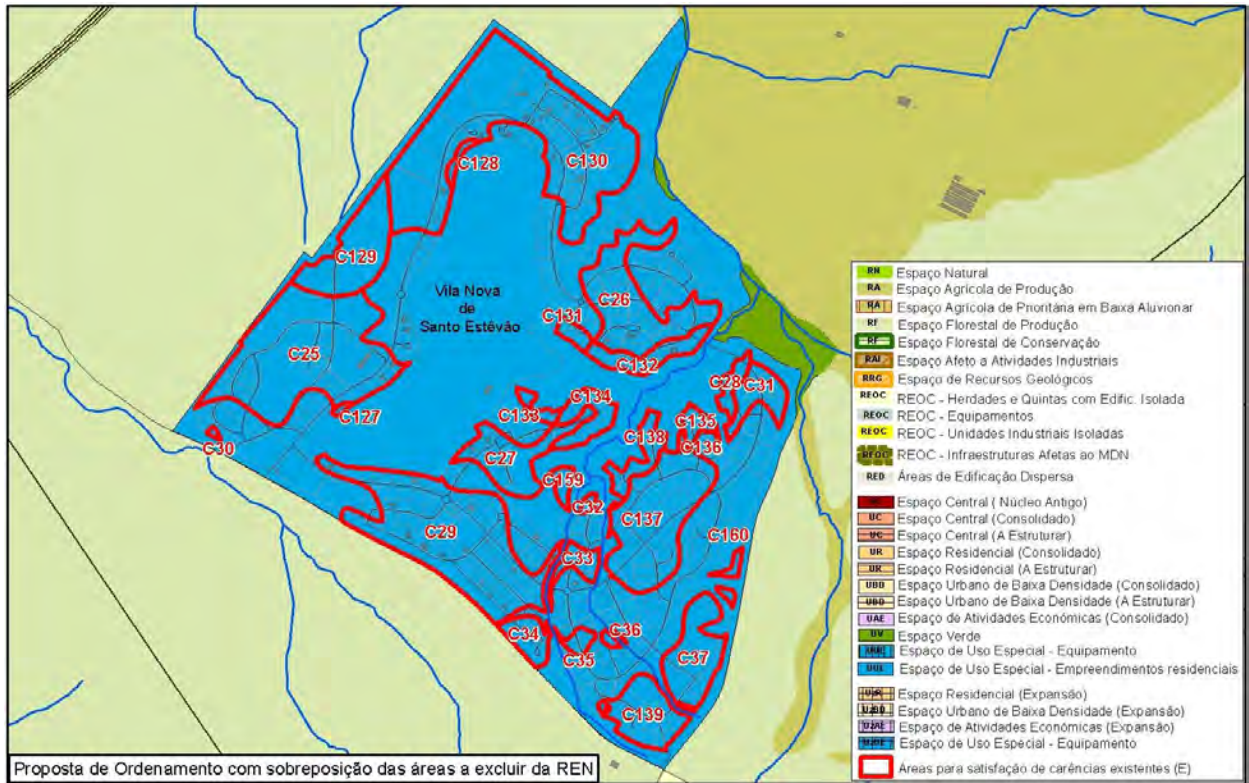 C128
C130
C129
C26
Vila Nova
de
Santo Estêvão
C131
C25
C132
C28
C31
C127
C133
C134
C135
C138
C136
C30
C27
C159
C32
C29
C137
C160
C33
C34
C36
C35
C37
C139
Proposta de Ordenamento com sobreposição das áreas a excluir da REN
RN Espaço Natural
RA Espaço Agrícola de Produção
RA Espaço Agrícola de Prioritária em Baixa Aluvionar
RF Espaço Florestal de Produção
RF Espaço Florestal de Conservação
RAI Espaço Afeto a Atividades Industriais
RRG Espaço de Recursos Geológicos
REOC REOC - Herdades e Quintas com Edific. Isolada
REOC REOC - Equipamentos
REOC REOC - Unidades Industriais Isoladas
REOC REOC - Infraestruturas Afetas ao MDN
RED Áreas de Edificação Dispersa
Espaço Central ( Núcleo Antigo)
UC Espaço Central (Consolidado)
UC Espaço Central (A Estruturar)
UR Espaço Residencial (Consolidado)
UR Espaço Residencial (A Estruturar)
UBD Espaço Urbano de Baixa Densidade (Consolidado)
UBD Espaço Urbano de Baixa Densidade (A Estruturar)
UAE Espaço de Atividades Económicas (Consolidado)
UV Espaço Verde
Espaço de Uso Especial - Equipamento
UUE Espaço de Uso Especial - Empreendimentos residenciais
Espaço Residencial (Expansão)
Espaço Urbano de Baixa Densidade (Expansão)
Espaço de Atividades Económicas (Expansão)
Espaço de Uso Especial - Equipamento
Áreas para satisfação de carências existentes (E)